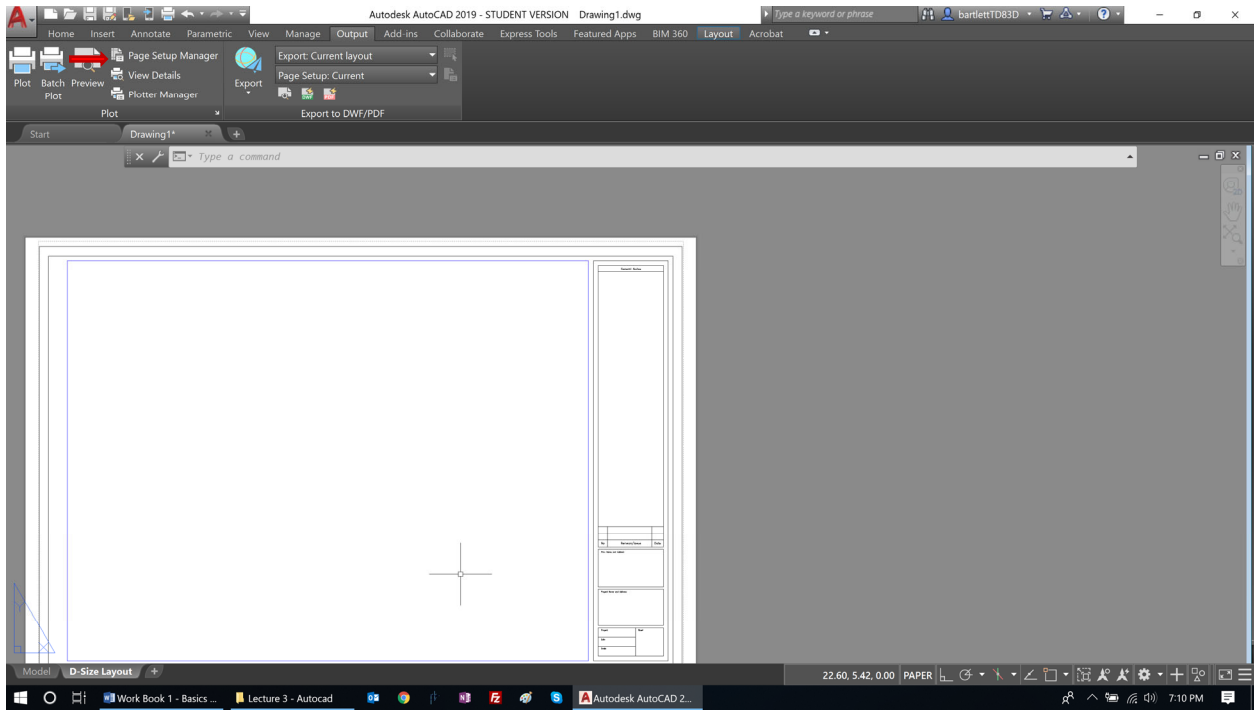 Autodesk AutoCAD 2019 - STUDENT VERSION Drawing1.dwg
Type a keyword or phrase
bartlettTD83D
Home Insert Annotate Parametric View Manage Output Add-ins Collaborate Express Tools Featured Apps BIM 360 Layout Acrobat
Page Setup Manager
Export: Current layout
View Details
Page Setup: Current
Plot Batch Plot Preview
Plotter Manager
Export
Plot
Export to DWF/PDF
Start Drawing1*
Type a command
Model D-Size Layout
22.60, 5.42, 0.00 PAPER
Work Book 1 - Basics ... Lecture 3 - Autocad Autodesk AutoCAD 2... 7:10 PM